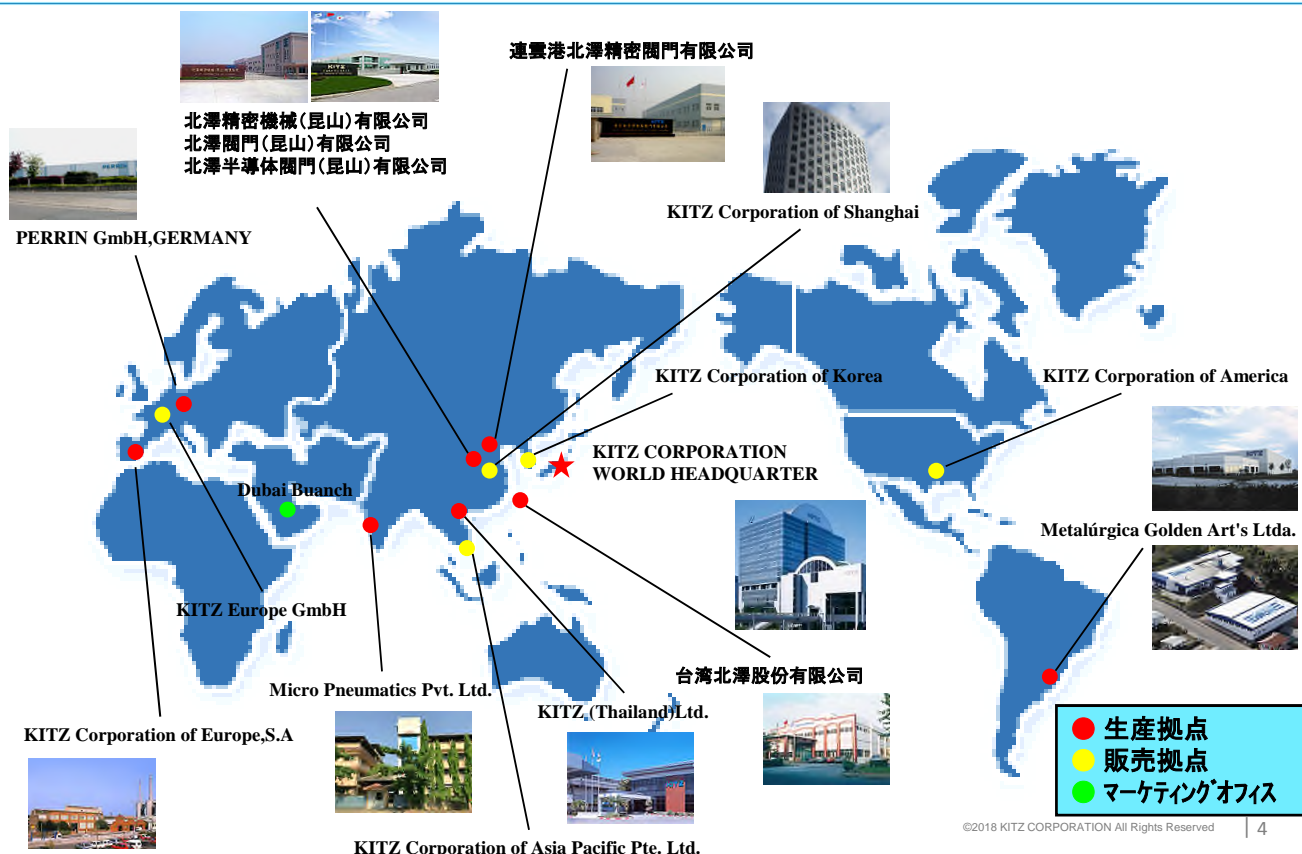 連雲港北澤精密閥門有限公司
北澤精密機械(昆山)有限公司
北澤閥門(昆山)有限公司
北澤半導体閥門(昆山)有限公司
KITZ Corporation of Shanghai
PERRIN GmbH,GERMANY
KITZ Corporation of Korea
KITZ Corporation of America
KITZ CORPORATION
WORLD HEADQUARTER
Dubai Buanch
Metalúrgica Golden Art's Ltda.
KITZ Europe GmbH
台湾北澤股份有限公司
Micro Pneumatics Pvt. Ltd.
KITZ (Thailand)Ltd.
KITZ Corporation of Europe,S.A
生産拠点
販売拠点
マーケティングオフィス
©2018 KITZ CORPORATION All Rights Reserved
4
KITZ Corporation of Asia Pacific Pte. Ltd.